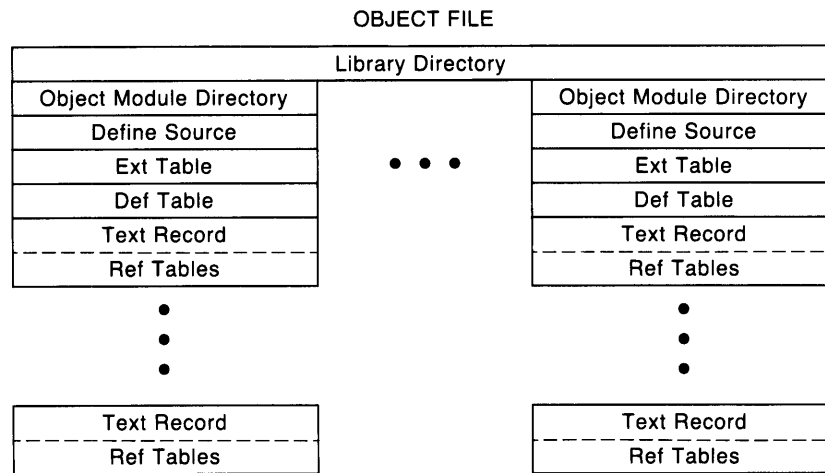 OBJECT FILE
Library Directory
Object Module Directory
Define Source
Ext Table
Def Table
Text Record
Ref Tables
Text Record
Ref Tables
Object Module Directory
Define Source
Ext Table
Def Table
Text Record
Ref Tables
Text Record
Ref Tables